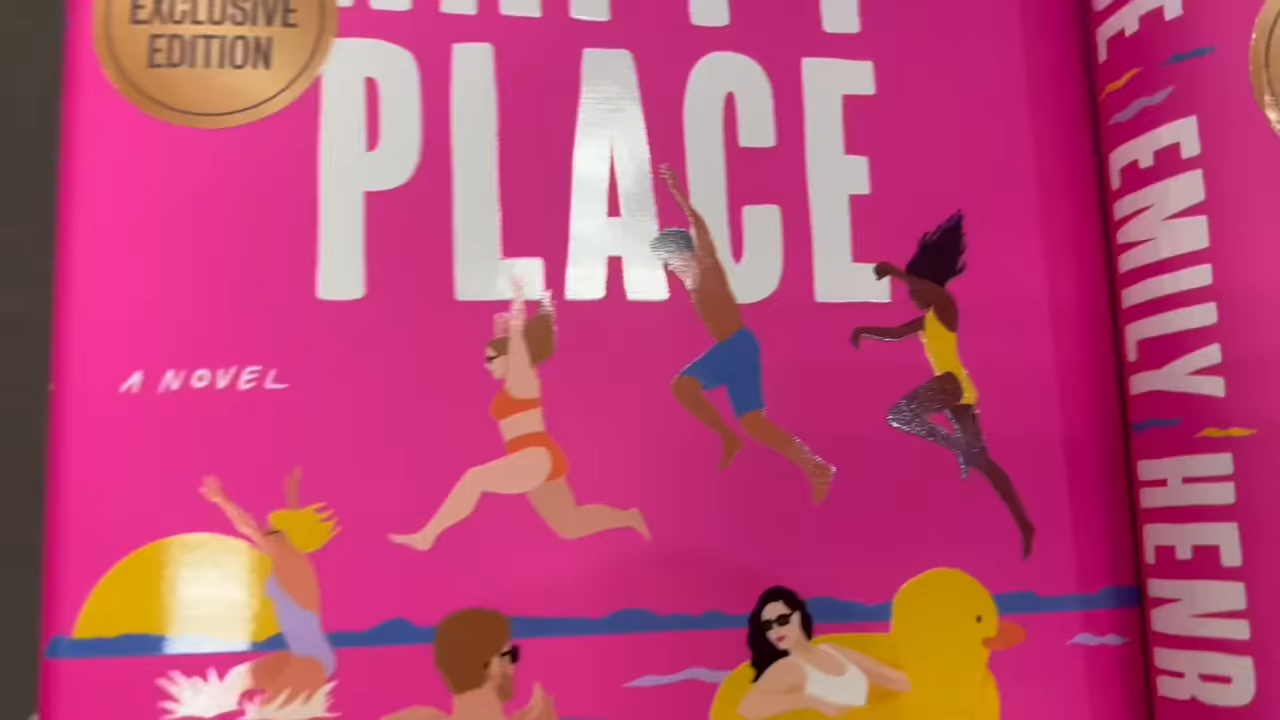 EXCLUSIVE
EDITION
PLACE
A NOVEL
EMILY HENR